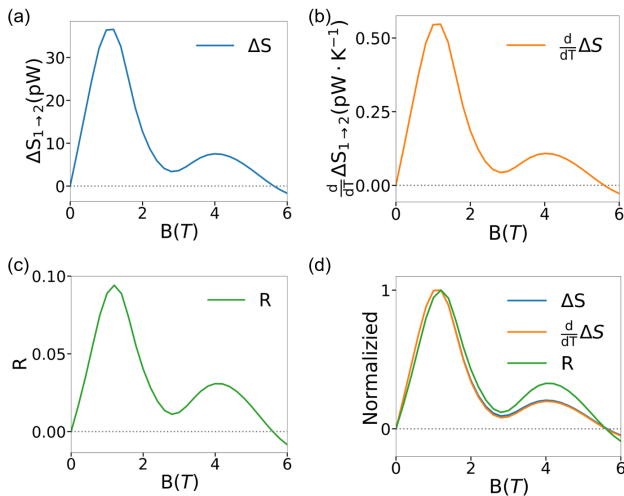 (a)
ΔS
ΔS₁→₂(pW)
30
20
10
0
0 2 4 6
B(T)
(b)
d/dT ΔS
d/dT ΔS₁→₂(pW · K⁻¹)
0.50
0.25
0.00
0 2 4 6
B(T)
(c)
R
R
0.10
0.05
0.00
0 2 4 6
B(T)
(d)
ΔS
d/dT ΔS
R
Normalizied
1
0
0 2 4 6
B(T)